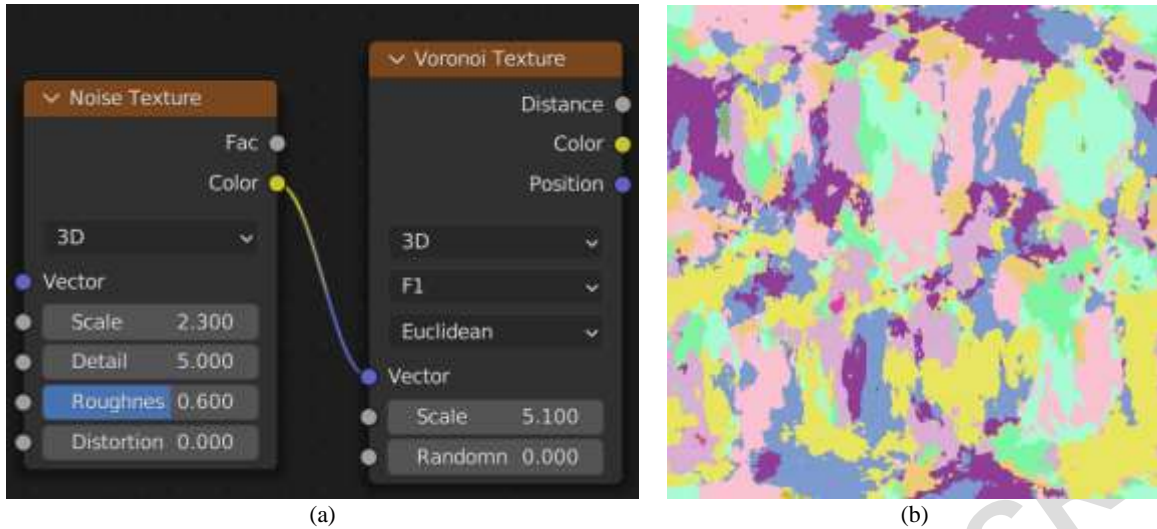 Noise Texture
Fac
Color
3D
Vector
Scale 2.300
Detail 5.000
Roughnes 0.600
Distortion 0.000
Voronoi Texture
Distance
Color
Position
3D
F1
Euclidean
Vector
Scale 5.100
Randomn 0.000
(a)
(b)